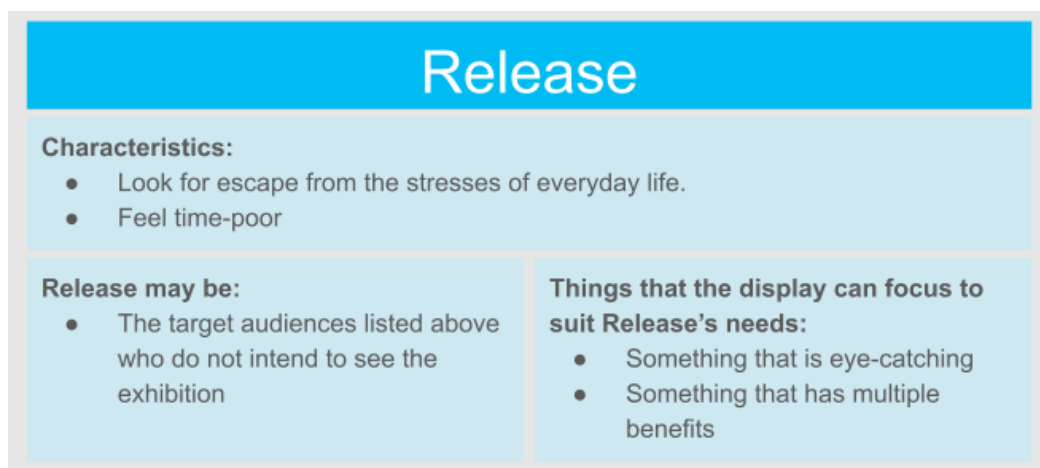 Release
Characteristics:
● Look for escape from the stresses of everyday life.
● Feel time-poor
Release may be:
● The target audiences listed above
who do not intend to see the
exhibition
Things that the display can focus to
suit Release’s needs:
● Something that is eye-catching
● Something that has multiple
benefits